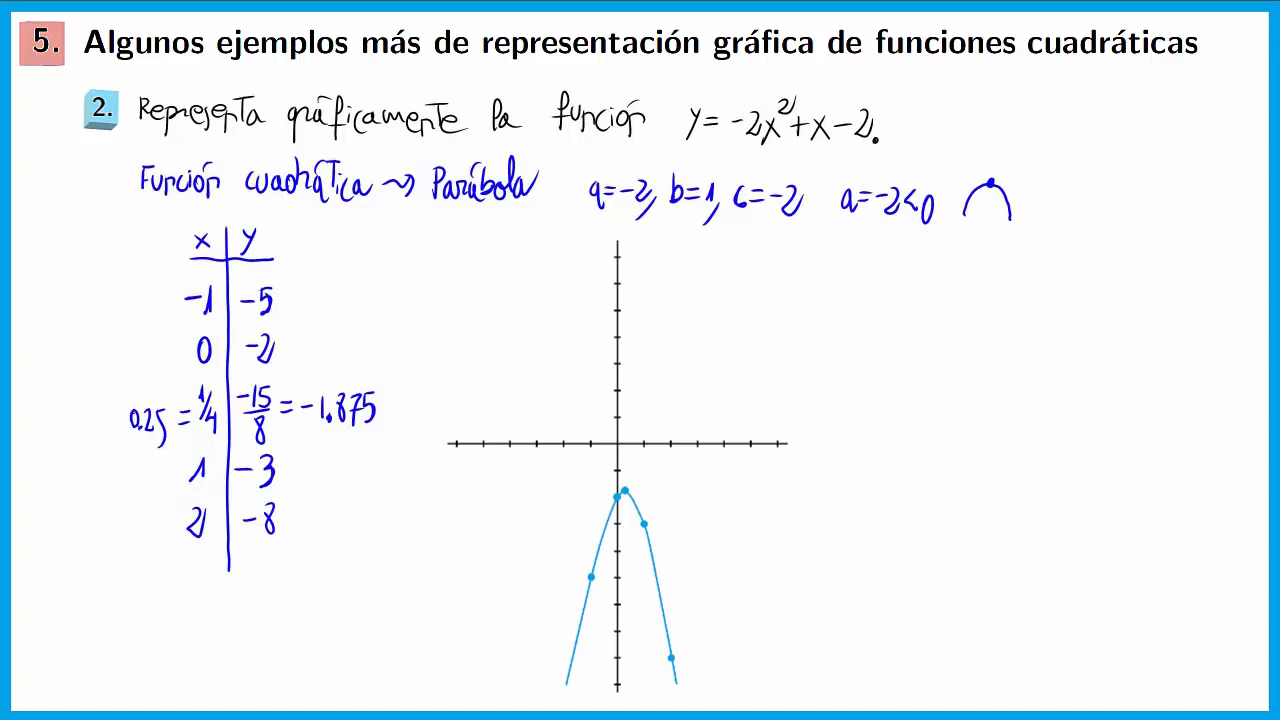 5. Algunos ejemplos más de representación gráfica de funciones cuadráticas
2. Representa gráficamente la función y = -2x²+x-2.
Función cuadrática ⤳ Parábola a=-2, b=1, c=-2 a=-2<0
x y
-1 -5
0 -2
0.25 = 1/4 -15/8 = -1.875
1 -3
2 -8